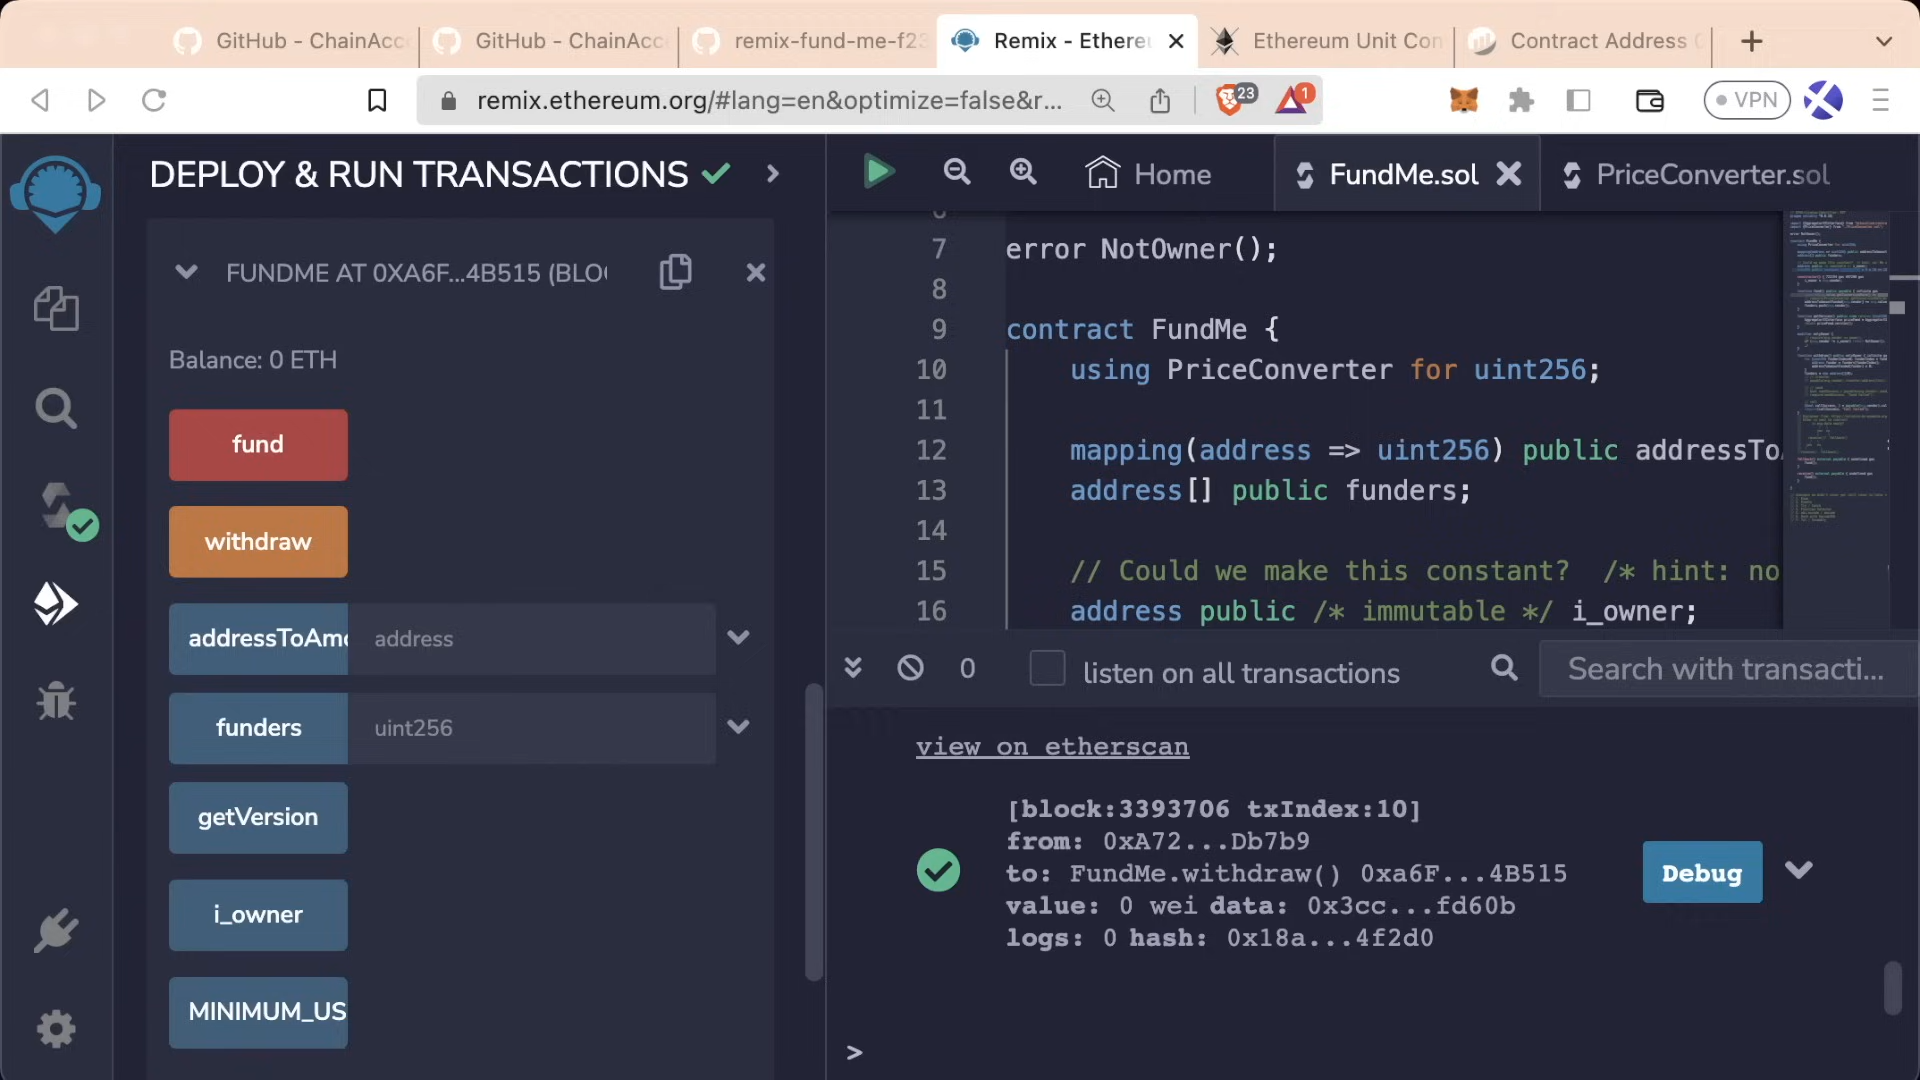 GitHub - ChainAcc
GitHub - ChainAcc
remix-fund-me-f23
Remix - Ethere
Ethereum Unit Con
Contract Address
remix.ethereum.org/#lang=en&optimize=false&r...
23
1
VPN
DEPLOY & RUN TRANSACTIONS
FUNDME AT 0XA6F...4B515 (BLO
Balance: 0 ETH
fund
withdraw
addressToAmo
address
funders
uint256
getVersion
i_owner
MINIMUM_US
Home
FundMe.sol
PriceConverter.sol
7 error NotOwner();
8
9 contract FundMe {
10 using PriceConverter for uint256;
11
12 mapping(address => uint256) public addressToA
13 address[] public funders;
14
15 // Could we make this constant?  /* hint: no
16 address public /* immutable */ i_owner;
0
listen on all transactions
Search with transacti...
view on etherscan
[block:3393706 txIndex:10]
from: 0xA72...Db7b9
to: FundMe.withdraw() 0xa6F...4B515
value: 0 wei data: 0x3cc...fd60b
logs: 0 hash: 0x18a...4f2d0
Debug
>